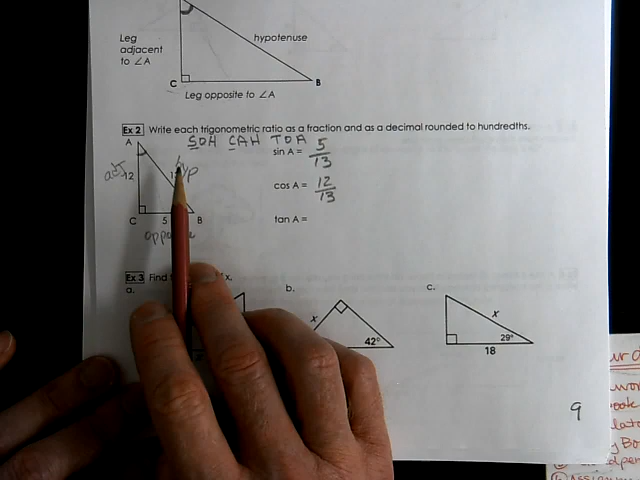 Leg
adjacent
to ∠A
hypotenuse
C
B
Leg opposite to ∠A
Ex 2 Write each trigonometric ratio as a fraction and as a decimal rounded to hundredths.
SOH CAH TOA
A
sin A = 5/13
adj
12
hyp
cos A = 12/13
C
5
B
tan A =
Ex 3 Find x.
a.
b.
c.
x
42°
x
29°
18
9